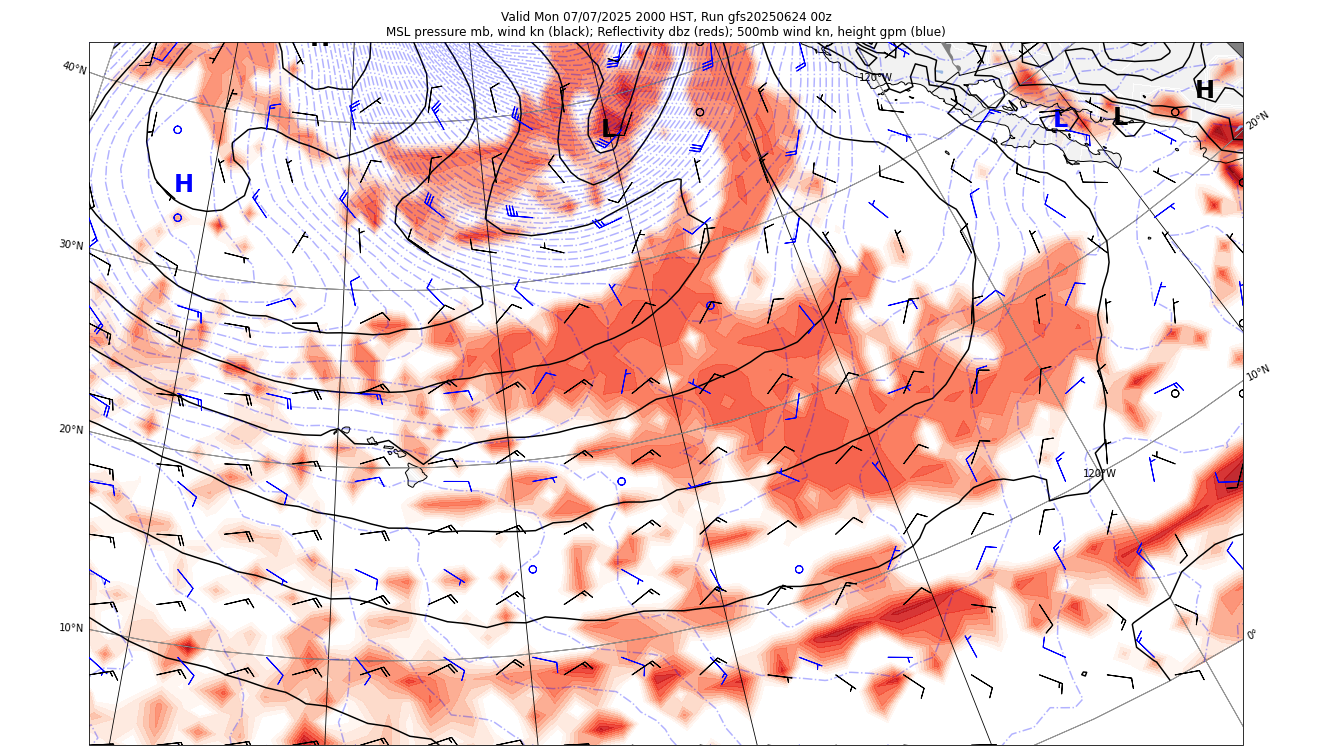 Valid Mon 07/07/2025 2000 HST, Run gfs20250624 00z
MSL pressure mb, wind kn (black); Reflectivity dbz (reds); 500mb wind kn, height gpm (blue)
H
40°N
120°W
H
L
L
L
20°N
H
30°N
10°N
20°N
120°W
10°N
0°